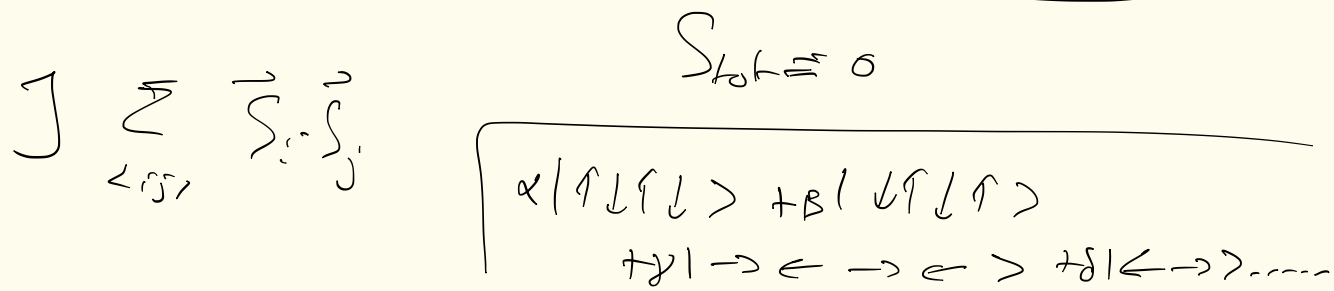 S_tot = 0
J Σ_<ij> S⃗_i · S⃗_j
α|↑↓↑↓> + β|↓↑↓↑>
+γ|→←→←> +δ|←→>.....